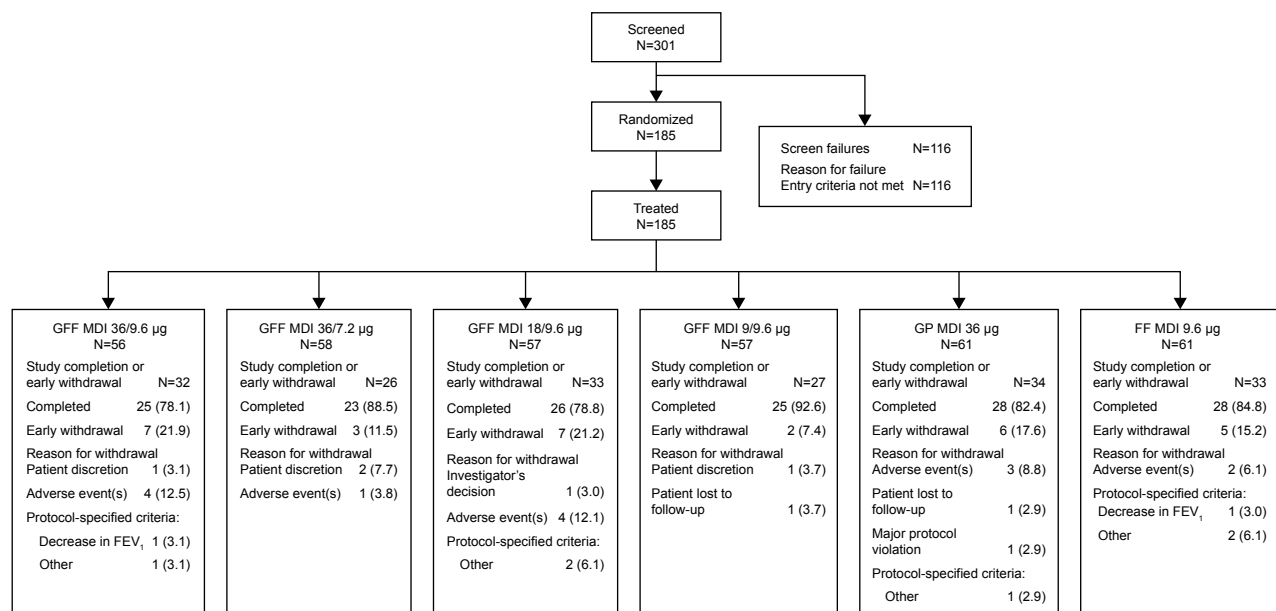 Screened
N=301
Randomized
N=185
Screen failures N=116
Reason for failure
Entry criteria not met N=116
Treated
N=185
GFF MDI 36/9.6 µg
N=56
Study completion or
early withdrawal N=32
Completed 25 (78.1)
Early withdrawal 7 (21.9)
Reason for withdrawal
Patient discretion 1 (3.1)
Adverse event(s) 4 (12.5)
Protocol-specified criteria:
Decrease in FEV₁ 1 (3.1)
Other 1 (3.1)
GFF MDI 36/7.2 µg
N=58
Study completion or
early withdrawal N=26
Completed 23 (88.5)
Early withdrawal 3 (11.5)
Reason for withdrawal
Patient discretion 2 (7.7)
Adverse event(s) 1 (3.8)
GFF MDI 18/9.6 µg
N=57
Study completion or
early withdrawal N=33
Completed 26 (78.8)
Early withdrawal 7 (21.2)
Reason for withdrawal
Investigator's
decision 1 (3.0)
Adverse event(s) 4 (12.1)
Protocol-specified criteria:
Other 2 (6.1)
GFF MDI 9/9.6 µg
N=57
Study completion or
early withdrawal N=27
Completed 25 (92.6)
Early withdrawal 2 (7.4)
Reason for withdrawal
Patient discretion 1 (3.7)
Patient lost to
follow-up 1 (3.7)
GP MDI 36 µg
N=61
Study completion or
early withdrawal N=34
Completed 28 (82.4)
Early withdrawal 6 (17.6)
Reason for withdrawal
Adverse event(s) 3 (8.8)
Patient lost to
follow-up 1 (2.9)
Major protocol
violation 1 (2.9)
Protocol-specified criteria:
Other 1 (2.9)
FF MDI 9.6 µg
N=61
Study completion or
early withdrawal N=33
Completed 28 (84.8)
Early withdrawal 5 (15.2)
Reason for withdrawal
Adverse event(s) 2 (6.1)
Protocol-specified criteria:
Decrease in FEV₁ 1 (3.0)
Other 2 (6.1)